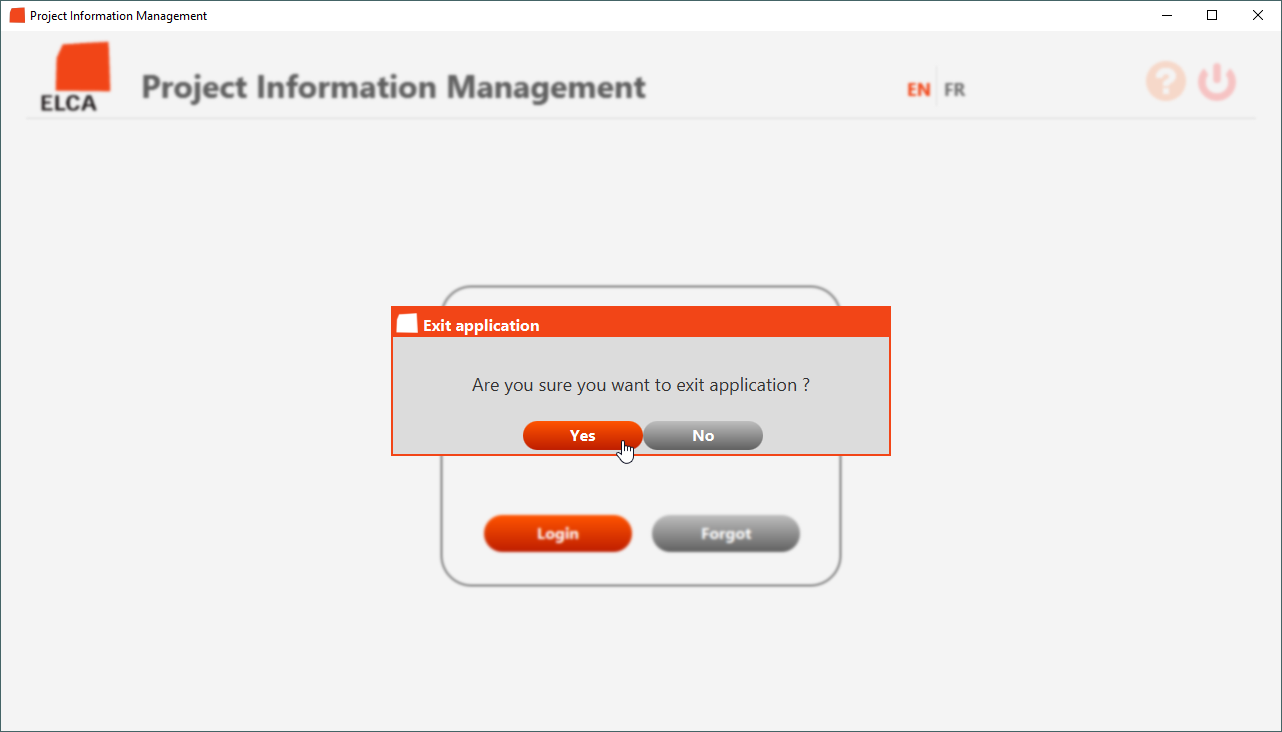 Project Information Management
ELCA
Project Information Management
EN FR
?
Exit application
Are you sure you want to exit application ?
Yes No
Login Forgot